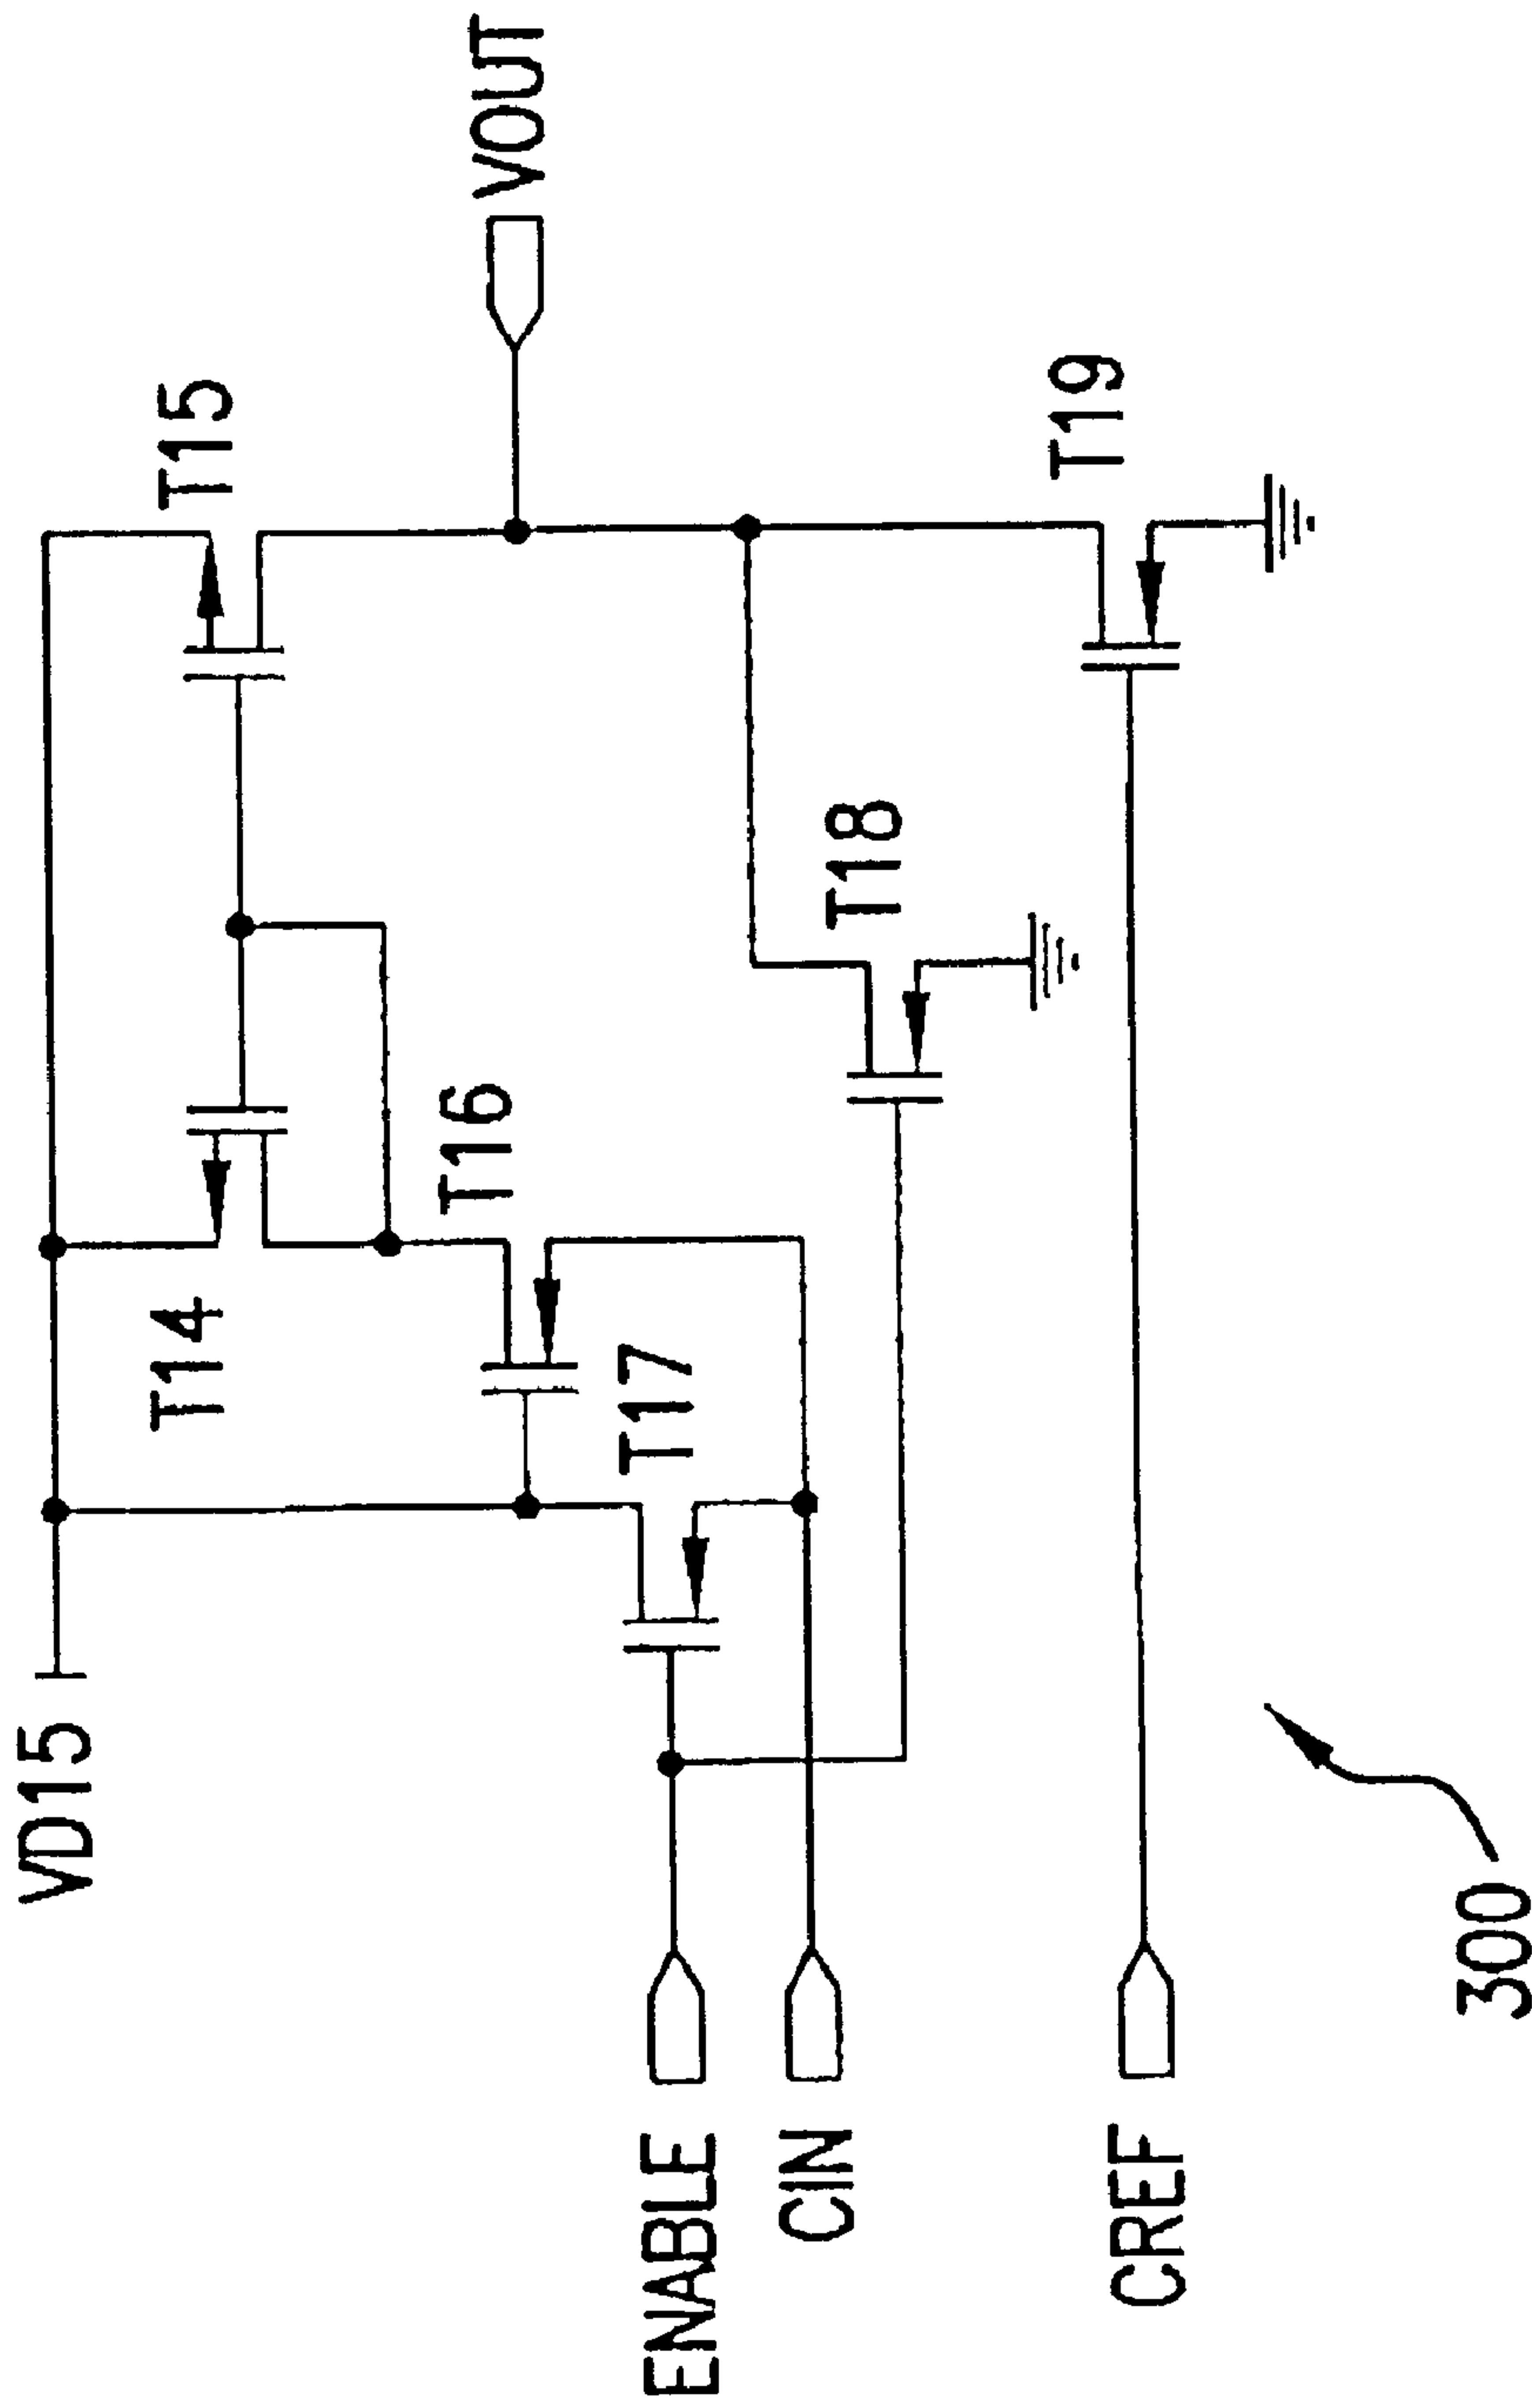 VD15
T14
T15
T16
VOUT
T17
ENABLE
T18
CIN
T19
CREF
300